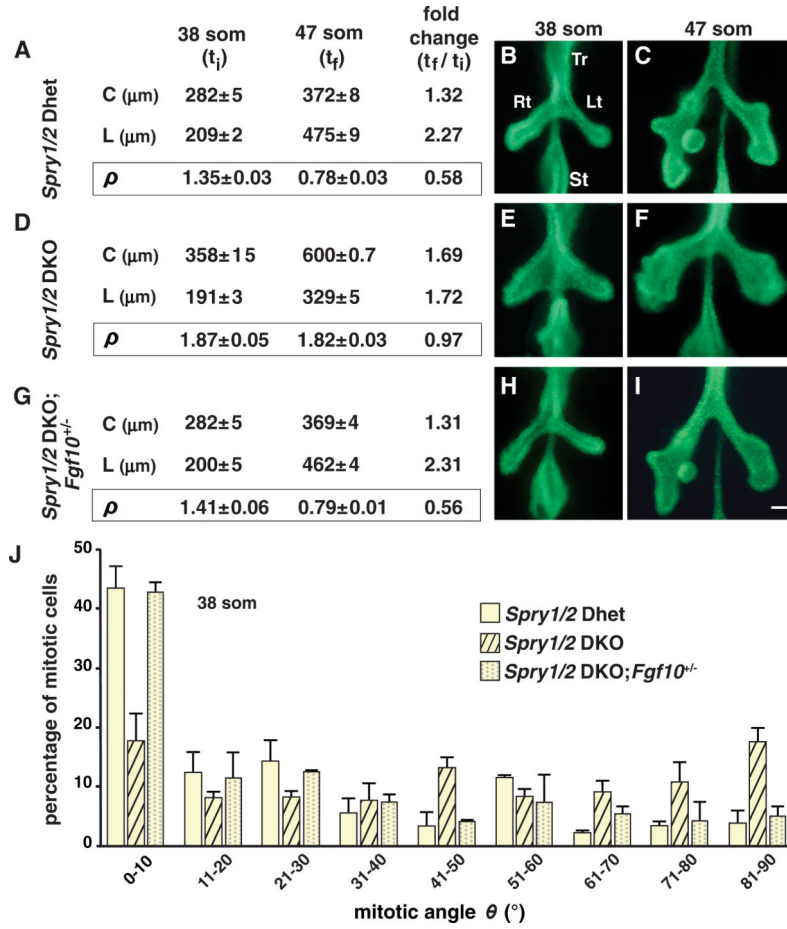 38 som (tᵢ) 47 som (t_f) fold change (t_f / tᵢ)
A
Spry1/2 Dhet
C (μm) 282±5 372±8 1.32
L (μm) 209±2 475±9 2.27
ρ 1.35±0.03 0.78±0.03 0.58
D
Spry1/2 DKO
C (μm) 358±15 600±0.7 1.69
L (μm) 191±3 329±5 1.72
ρ 1.87±0.05 1.82±0.03 0.97
G
Spry1/2 DKO;
Fgf10+/-
C (μm) 282±5 369±4 1.31
L (μm) 200±5 462±4 2.31
ρ 1.41±0.06 0.79±0.01 0.56
38 som 47 som
B Tr C
Rt Lt
St
E F
H I
J
percentage of mitotic cells
50
40
30
20
10
0
38 som
Spry1/2 Dhet
Spry1/2 DKO
Spry1/2 DKO;Fgf10+/-
0-10 11-20 21-30 31-40 41-50 51-60 61-70 71-80 81-90
mitotic angle θ (°)